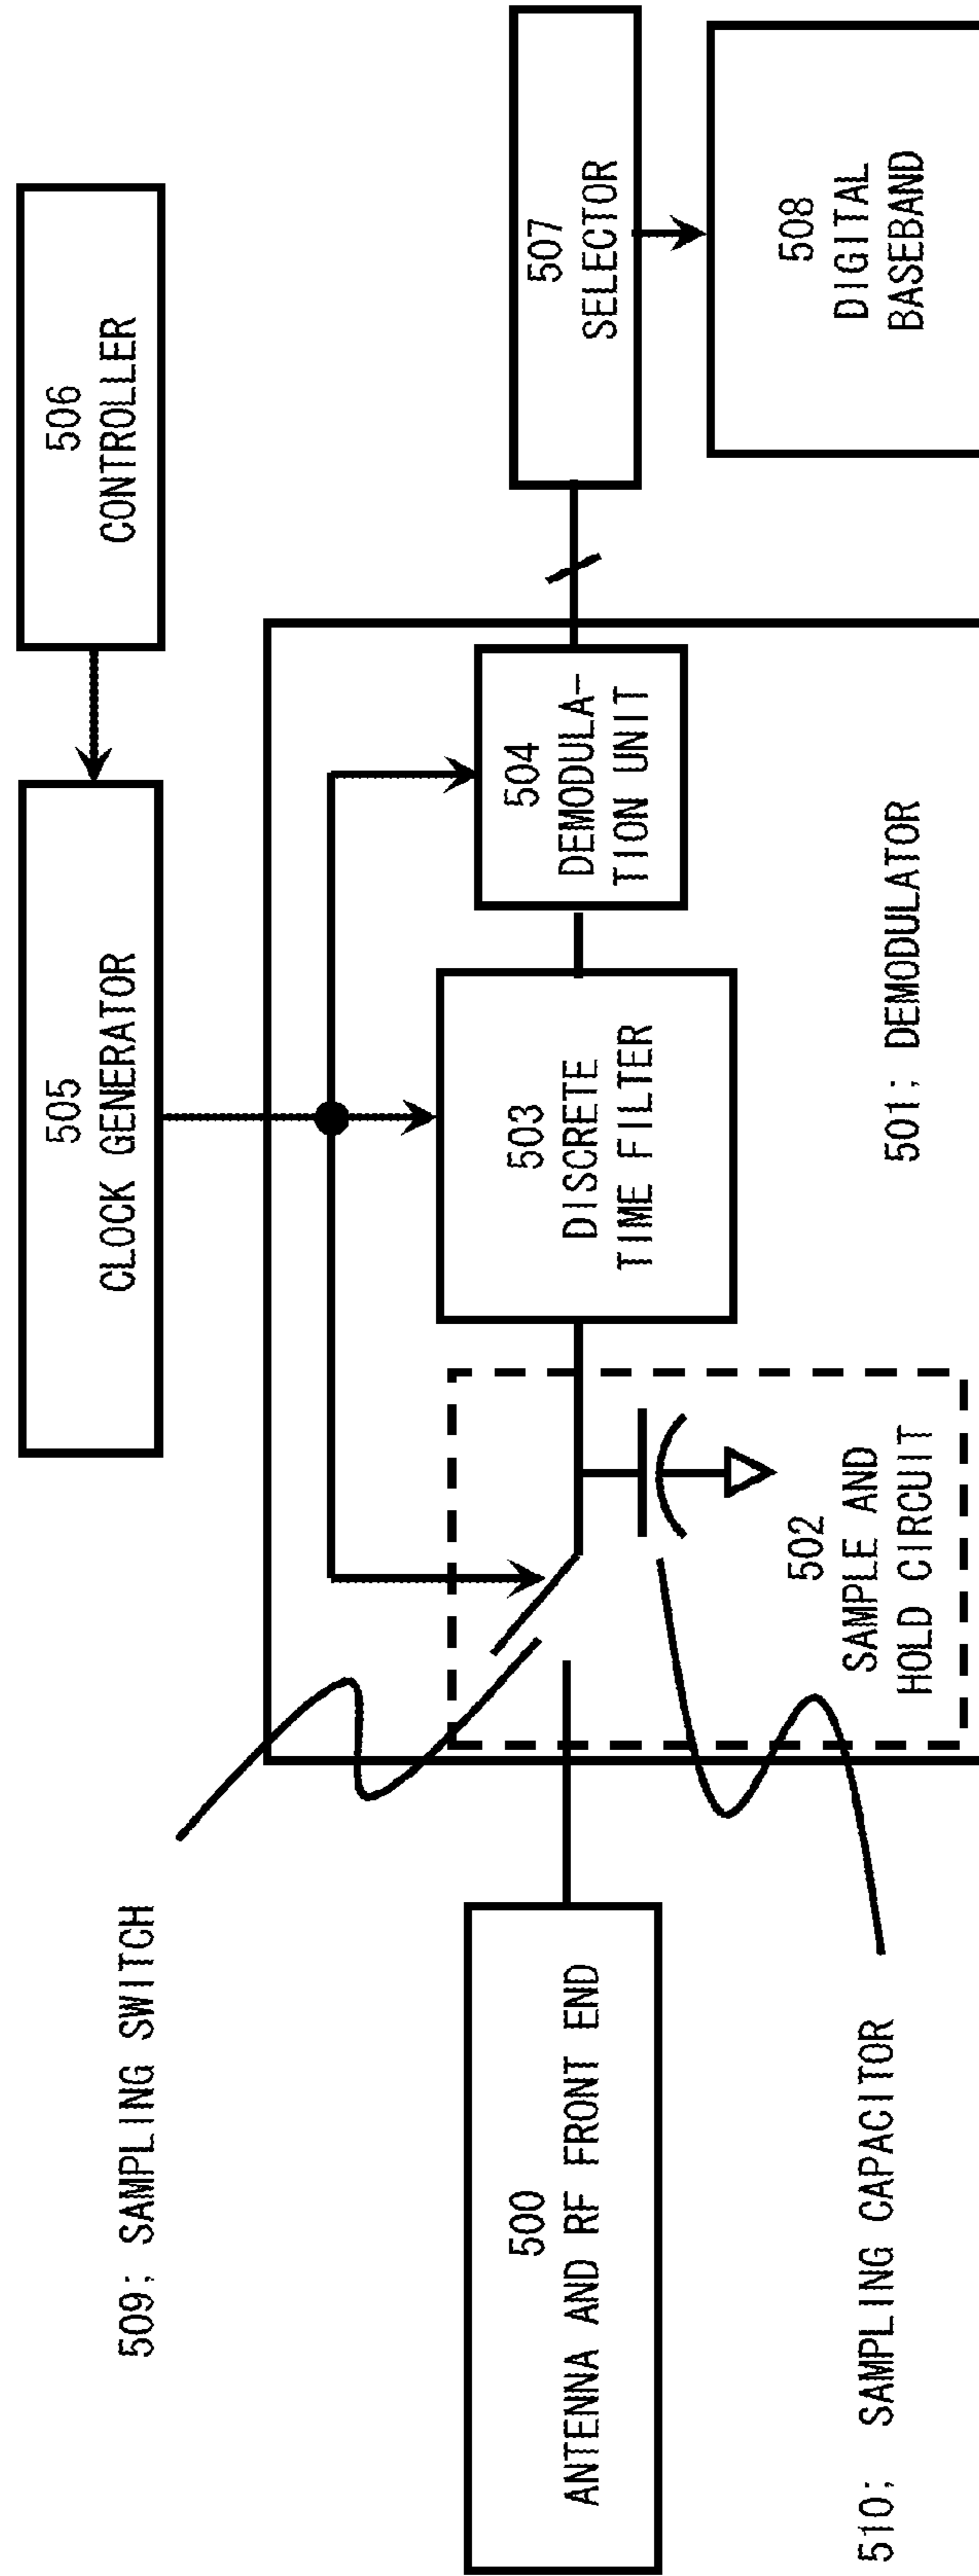 505
CLOCK GENERATOR
506
CONTROLLER
509; SAMPLING SWITCH
500
ANTENNA AND RF FRONT END
503
DISCRETE
TIME FILTER
504
DEMODULA-
TION UNIT
507
SELECTOR
508
DIGITAL
BASEBAND
502
SAMPLE AND
HOLD CIRCUIT
501; DEMODULATOR
510; SAMPLING CAPACITOR